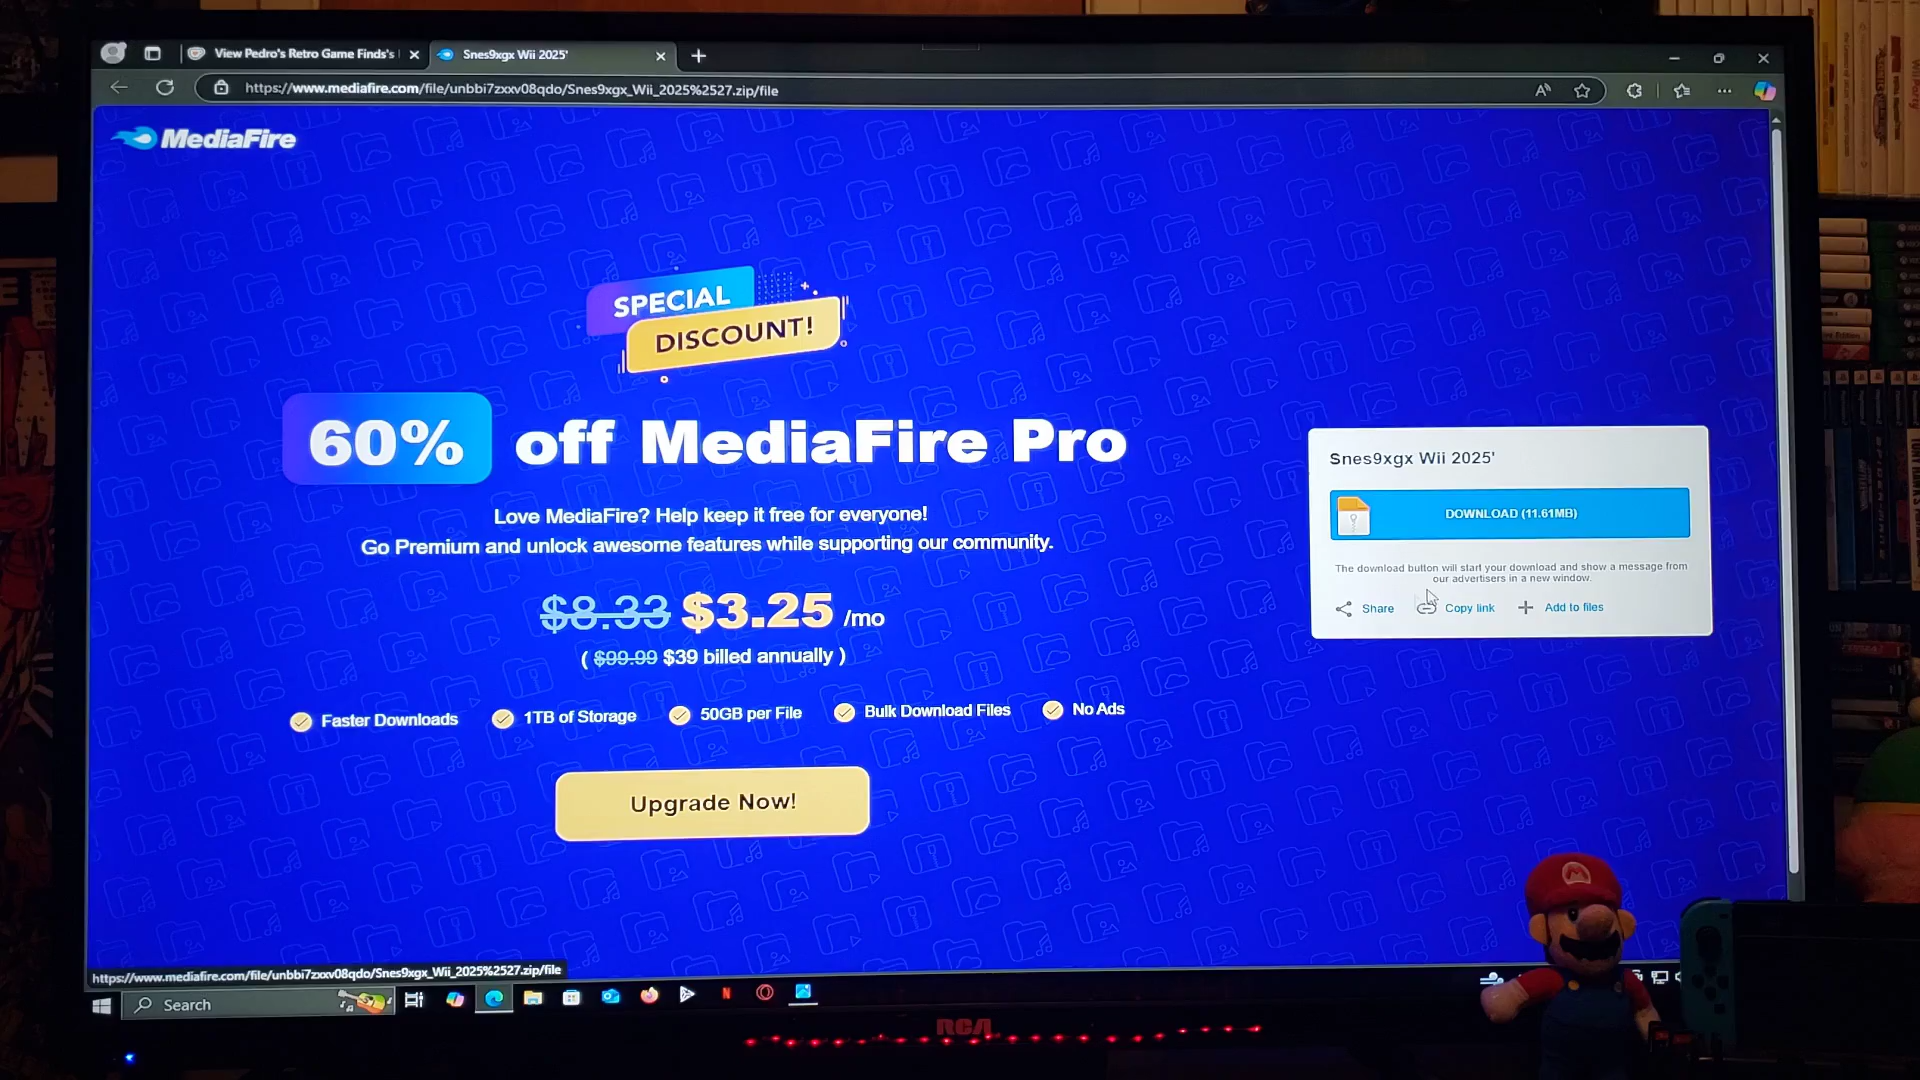 View Pedro's Retro Game Finds's
Snes9xgx Wii 2025'
https://www.mediafire.com/file/unbbi7zxxv08qdo/Snes9xgx_Wii_2025%2527.zip/file
MediaFire
SPECIAL
DISCOUNT!
60% off MediaFire Pro
Love MediaFire? Help keep it free for everyone!
Go Premium and unlock awesome features while supporting our community.
$8.33 $3.25 /mo
( $99.99 $39 billed annually )
Faster Downloads 1TB of Storage 50GB per File Bulk Download Files No Ads
Upgrade Now!
Snes9xgx Wii 2025'
DOWNLOAD (11.61MB)
The download button will start your download and show a message from
our advertisers in a new window.
Share Copy link Add to files
https://www.mediafire.com/file/unbbi7zxxv08qdo/Snes9xgx_Wii_2025%2527.zip/file
Search
RCA